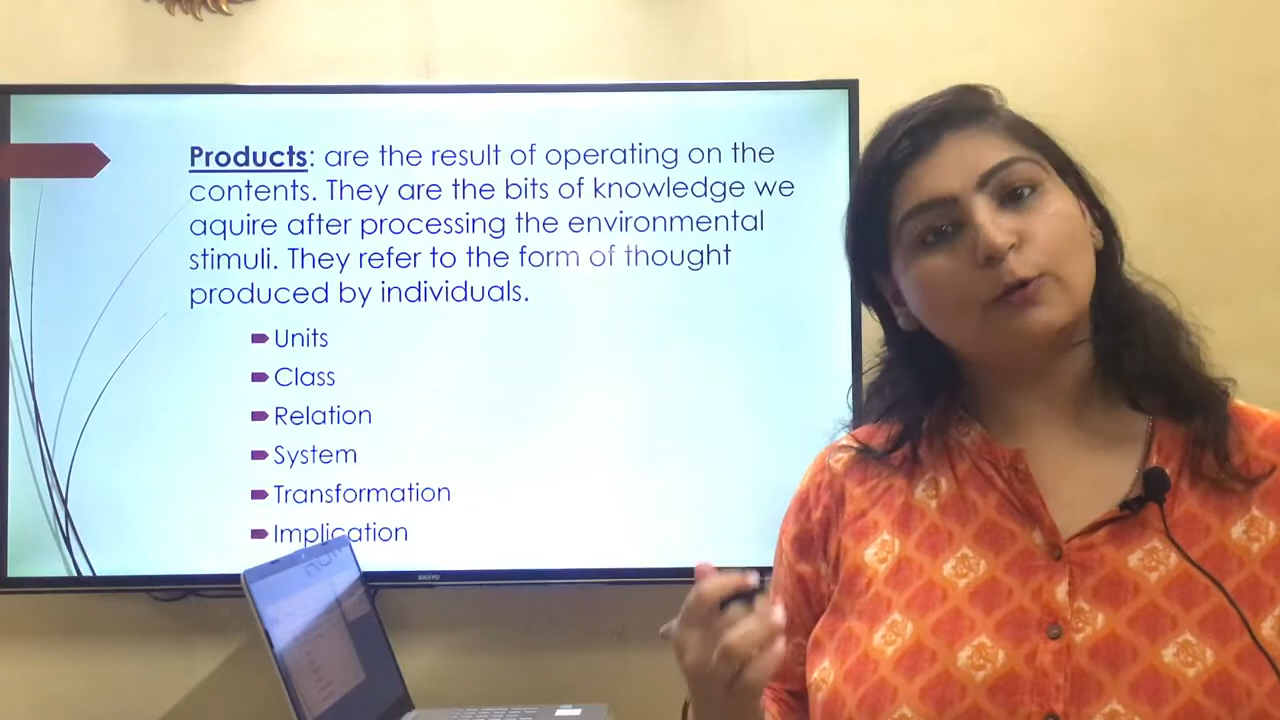 Products: are the result of operating on the
contents. They are the bits of knowledge we
aquire after processing the environmental
stimuli. They refer to the form of thought
produced by individuals.
Units
Class
Relation
System
Transformation
Implication
SANYO